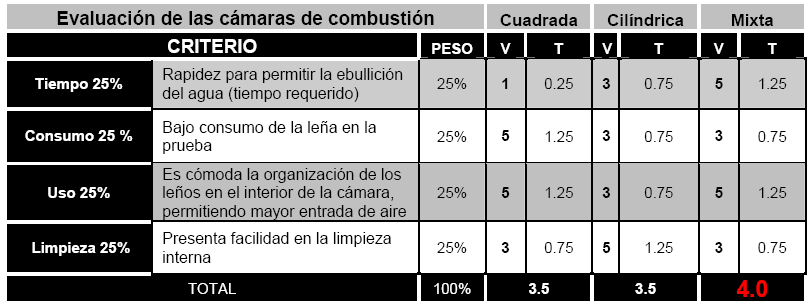 Evaluación de las cámaras de combustión Cuadrada Cilíndrica Mixta
CRITERIO PESO V T V T V T
Tiempo 25% Rapidez para permitir la ebullición del agua (tiempo requerido) 25% 1 0.25 3 0.75 5 1.25
Consumo 25 % Bajo consumo de la leña en la prueba 25% 5 1.25 3 0.75 3 0.75
Uso 25% Es cómoda la organización de los leños en el interior de la cámara, permitiendo mayor entrada de aire 25% 5 1.25 3 0.75 5 1.25
Limpieza 25% Presenta facilidad en la limpieza interna 25% 3 0.75 5 1.25 3 0.75
TOTAL 100% 3.5 3.5 4.0